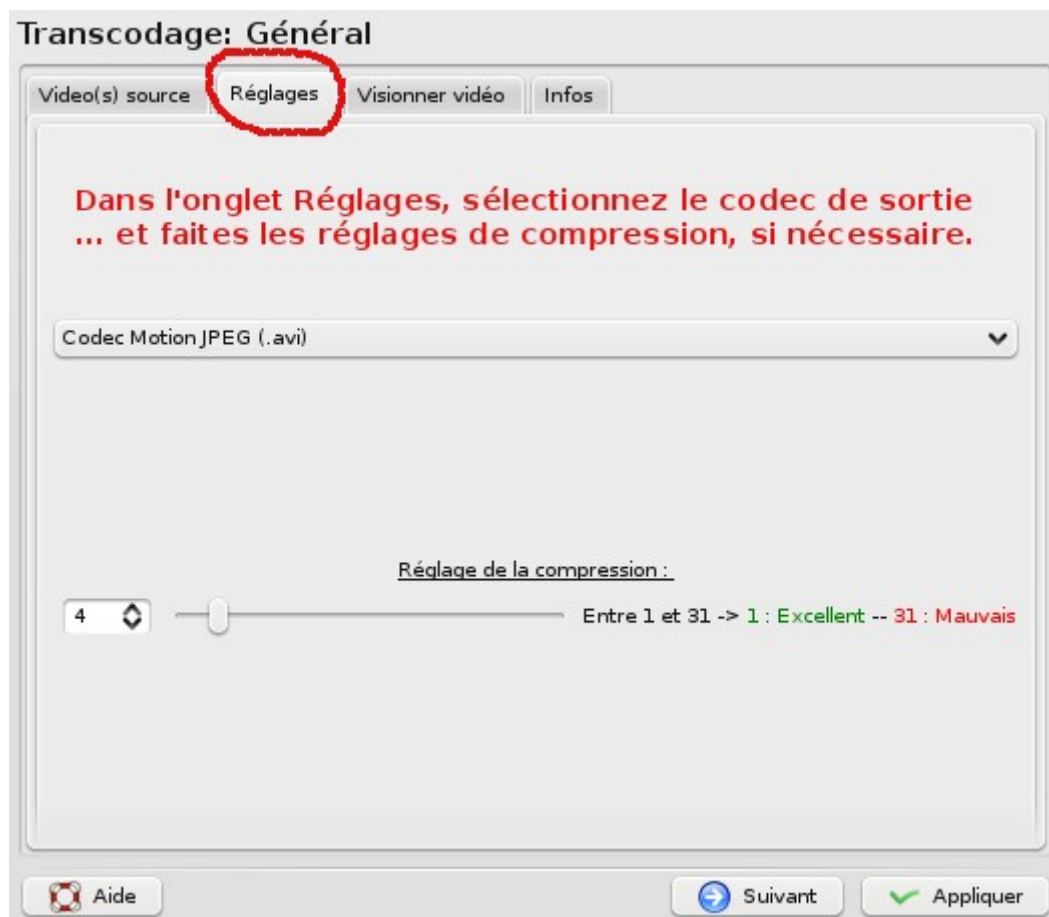 Transcodage: Général
Video(s) source
Réglages
Visionner vidéo
Infos
Dans l'onglet Réglages, sélectionnez le codec de sortie
... et faites les réglages de compression, si nécessaire.
Codec Motion JPEG (.avi)
Réglage de la compression :
4
Entre 1 et 31 -> 1 : Excellent -- 31 : Mauvais
Aide
Suivant
Appliquer